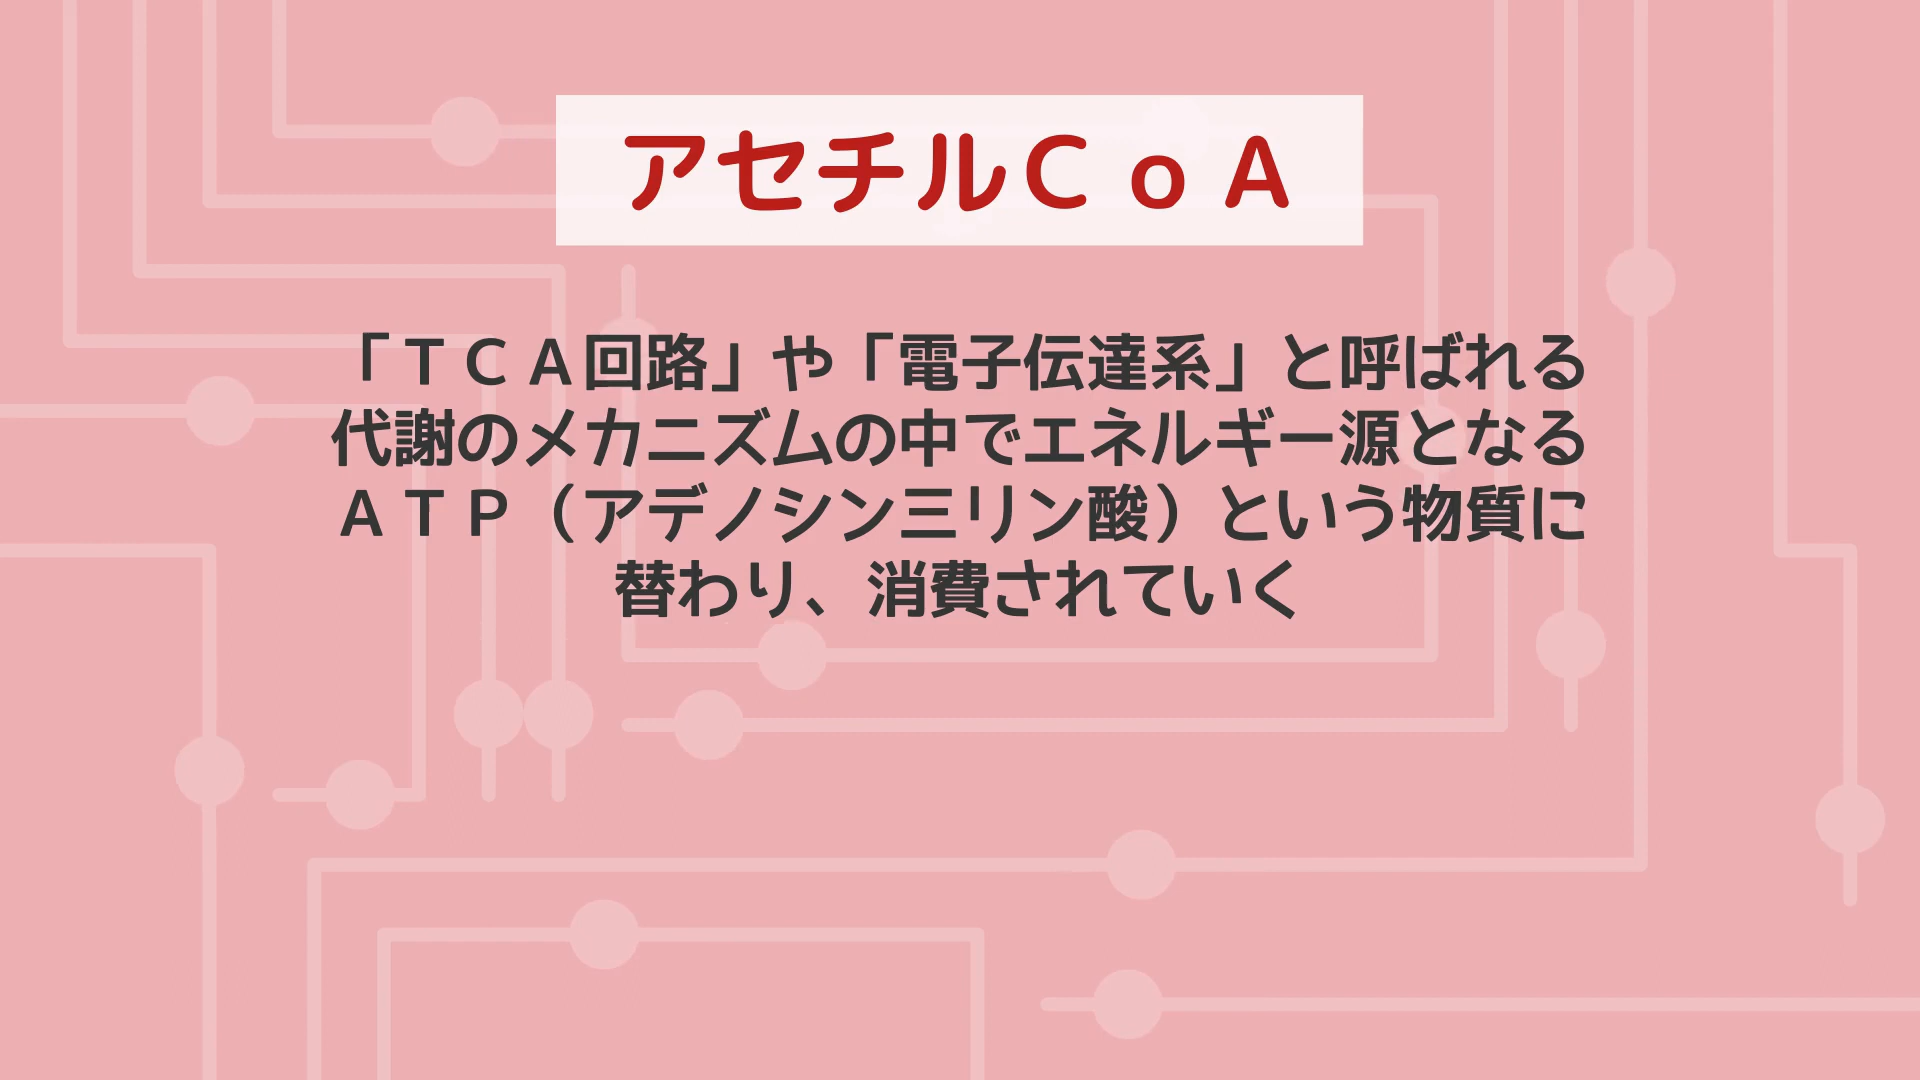 アセチルＣｏＡ
「ＴＣＡ回路」や「電子伝達系」と呼ばれる
代謝のメカニズムの中でエネルギー源となる
ＡＴＰ（アデノシン三リン酸）という物質に
替わり、消費されていく